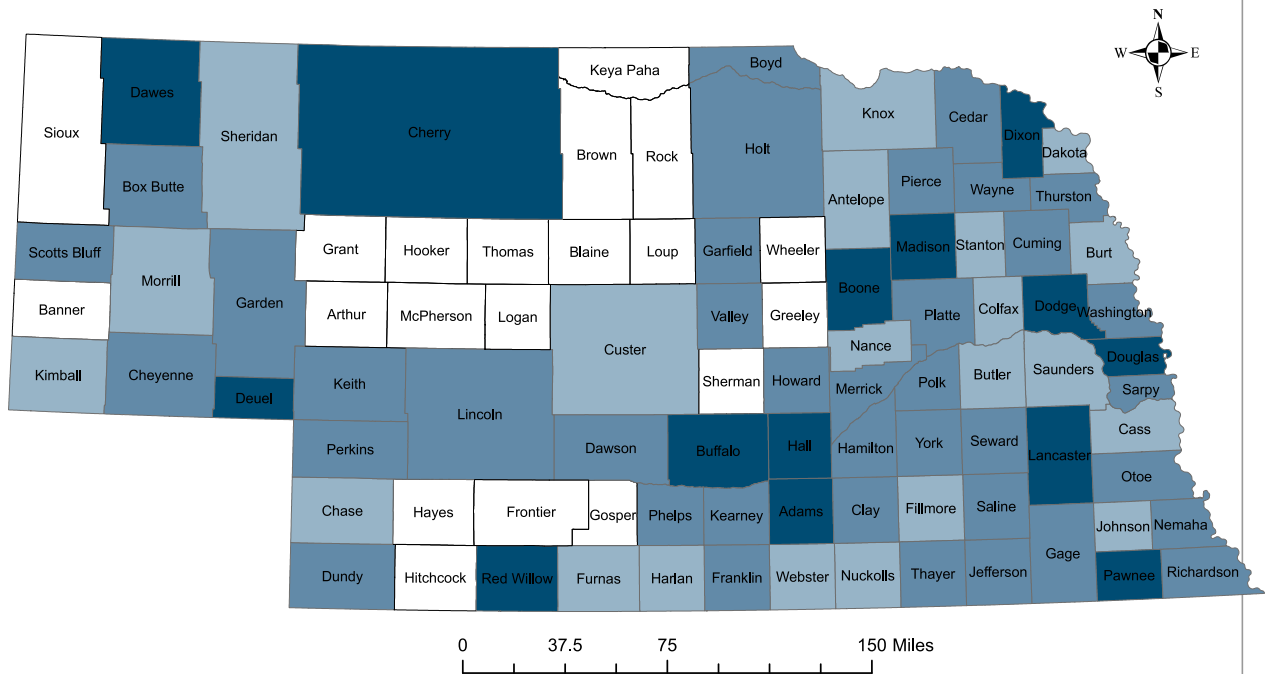 N
W E
S
Sioux
Dawes
Sheridan
Cherry
Keya Paha
Boyd
Knox
Cedar
Dixon
Dakota
Box Butte
Brown
Rock
Holt
Antelope
Pierce
Wayne
Thurston
Scotts Bluff
Morrill
Garden
Grant
Hooker
Thomas
Blaine
Loup
Garfield
Wheeler
Madison
Stanton
Cuming
Burt
Banner
Arthur
McPherson
Logan
Custer
Valley
Greeley
Boone
Platte
Colfax
Dodge
Washington
Kimball
Cheyenne
Deuel
Keith
Lincoln
Sherman
Howard
Nance
Merrick
Polk
Butler
Saunders
Douglas
Sarpy
Perkins
Dawson
Buffalo
Hall
Hamilton
York
Seward
Lancaster
Cass
Otoe
Chase
Hayes
Frontier
Gosper
Phelps
Kearney
Adams
Clay
Fillmore
Saline
Gage
Johnson
Nemaha
Dundy
Hitchcock
Red Willow
Furnas
Harlan
Franklin
Webster
Nuckolls
Thayer
Jefferson
Pawnee
Richardson
0 37.5 75 150 Miles